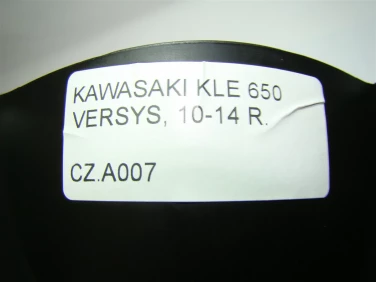 KAWASAKI KLE 650
VERSYS, 10-14 R.
CZ.A007